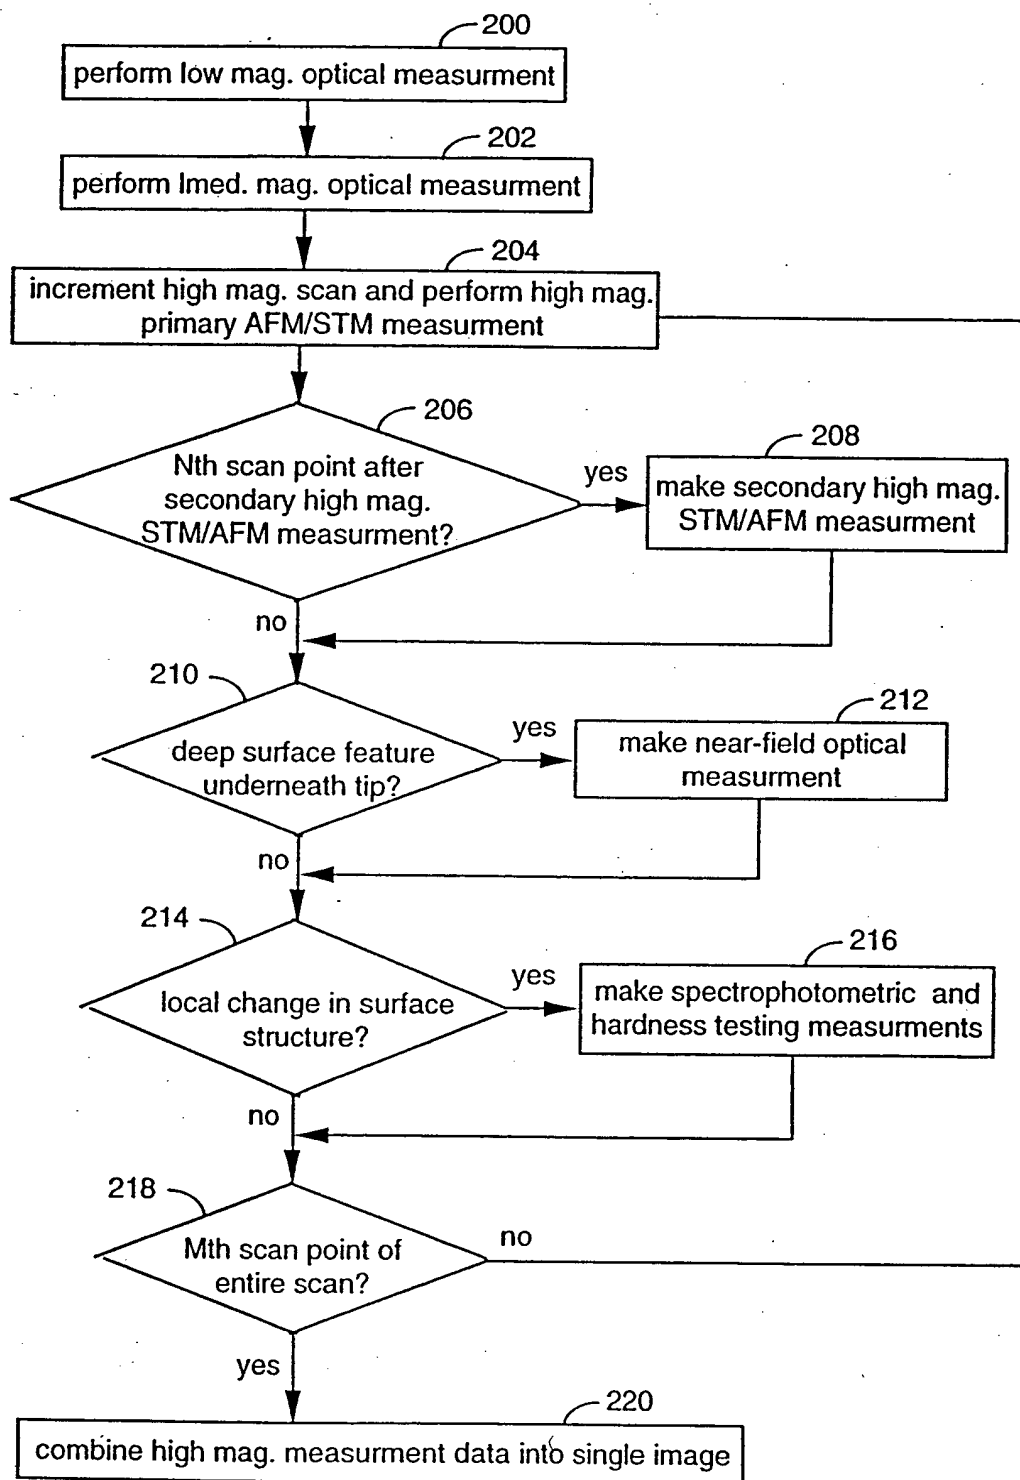 200
perform low mag. optical measurment
202
perform Imed. mag. optical measurment
204
increment high mag. scan and perform high mag.
primary AFM/STM measurment
206
Nth scan point after
secondary high mag.
STM/AFM measurment?
yes
208
make secondary high mag.
STM/AFM measurment
no
210
deep surface feature
underneath tip?
yes
212
make near-field optical
measurment
no
214
local change in surface
structure?
yes
216
make spectrophotometric and
hardness testing measurments
no
218
Mth scan point of
entire scan?
no
yes
220
combine high mag. measurment data into single image